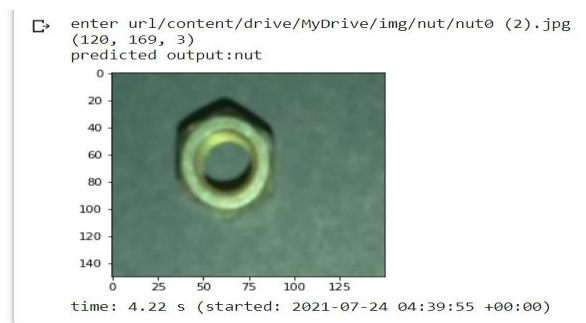 enter url/content/drive/MyDrive/img/nut/nut0 (2).jpg
(120, 169, 3)
predicted output:nut
0
20
40
60
80
100
120
140
0 25 50 75 100 125
time: 4.22 s (started: 2021-07-24 04:39:55 +00:00)